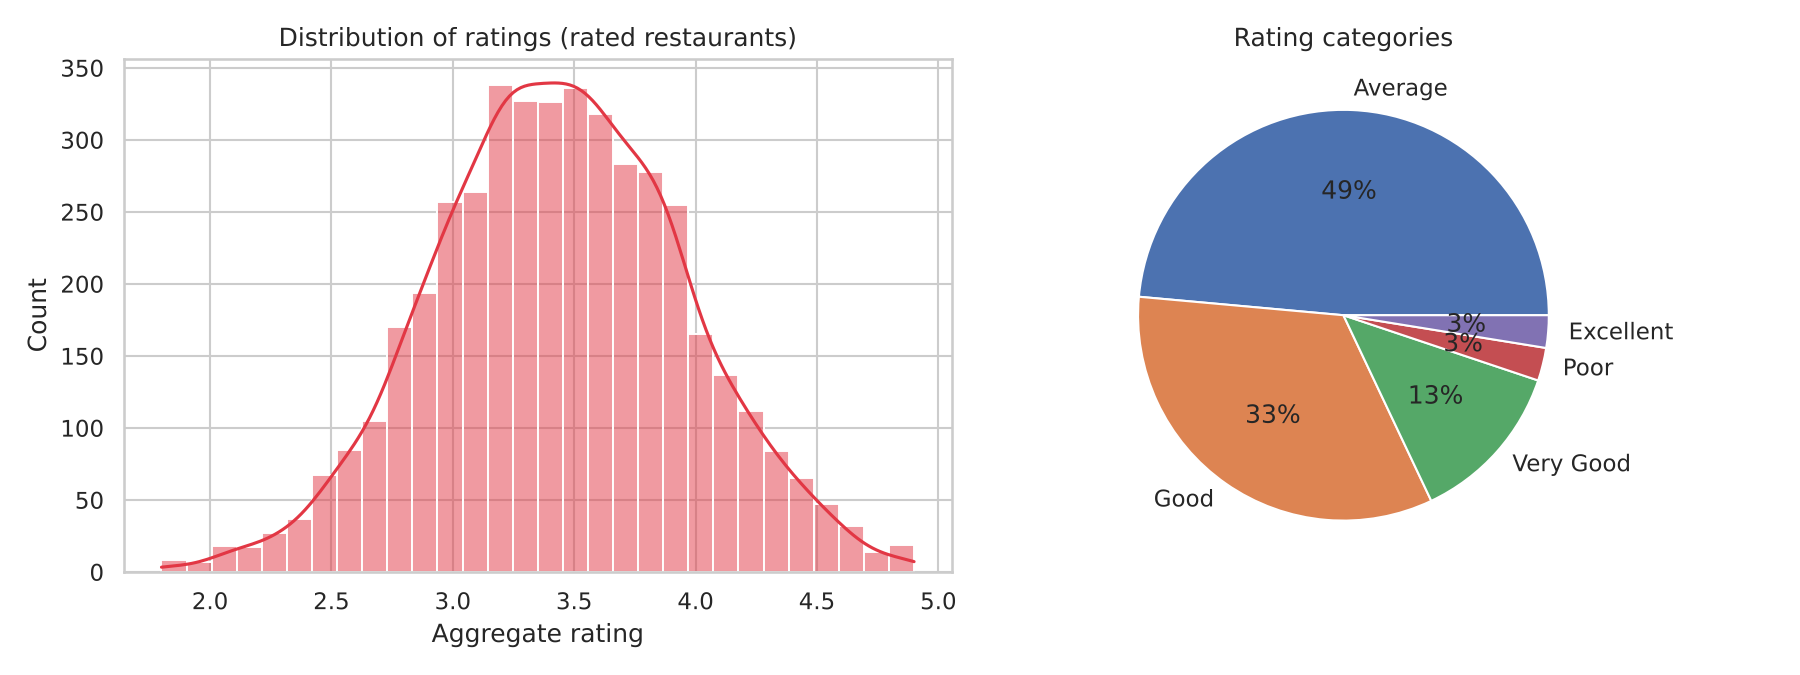 Distribution of ratings (rated restaurants)
350
300
250
200
150
100
50
0
Count
2.0 2.5 3.0 3.5 4.0 4.5 5.0
Aggregate rating
Rating categories
Average
49%
3%
Excellent
3%
Poor
13%
33%
Very Good
Good